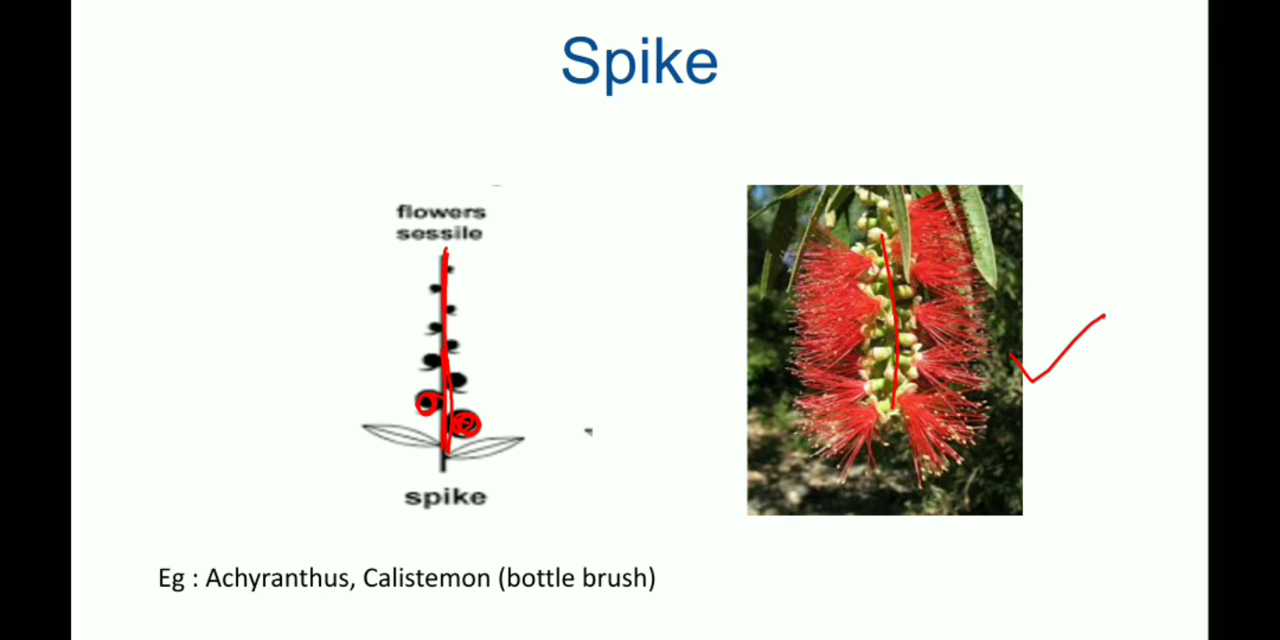 Spike
flowers
sessile
spike
Eg : Achyranthus, Calistemon (bottle brush)